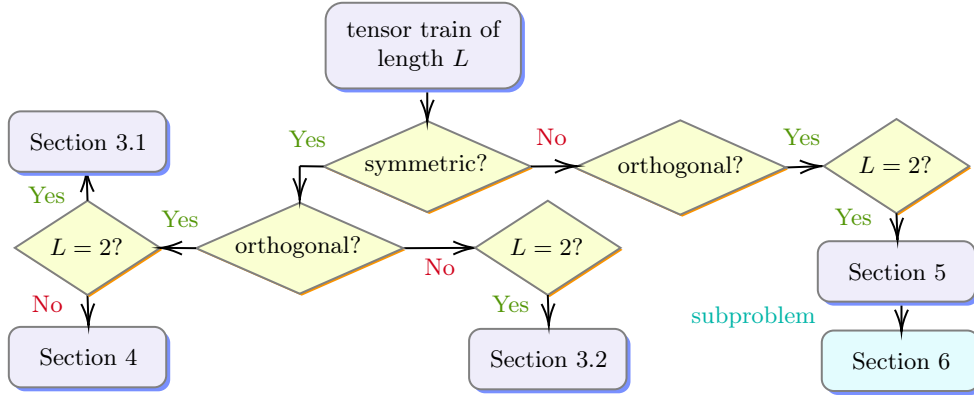 tensor train of
length L
Section 3.1
Yes
symmetric?
No
orthogonal?
Yes
L = 2?
Yes
Yes
L = 2?
Yes
orthogonal?
No
L = 2?
Yes
Section 5
No
Yes
subproblem
Section 4
Section 3.2
Section 6